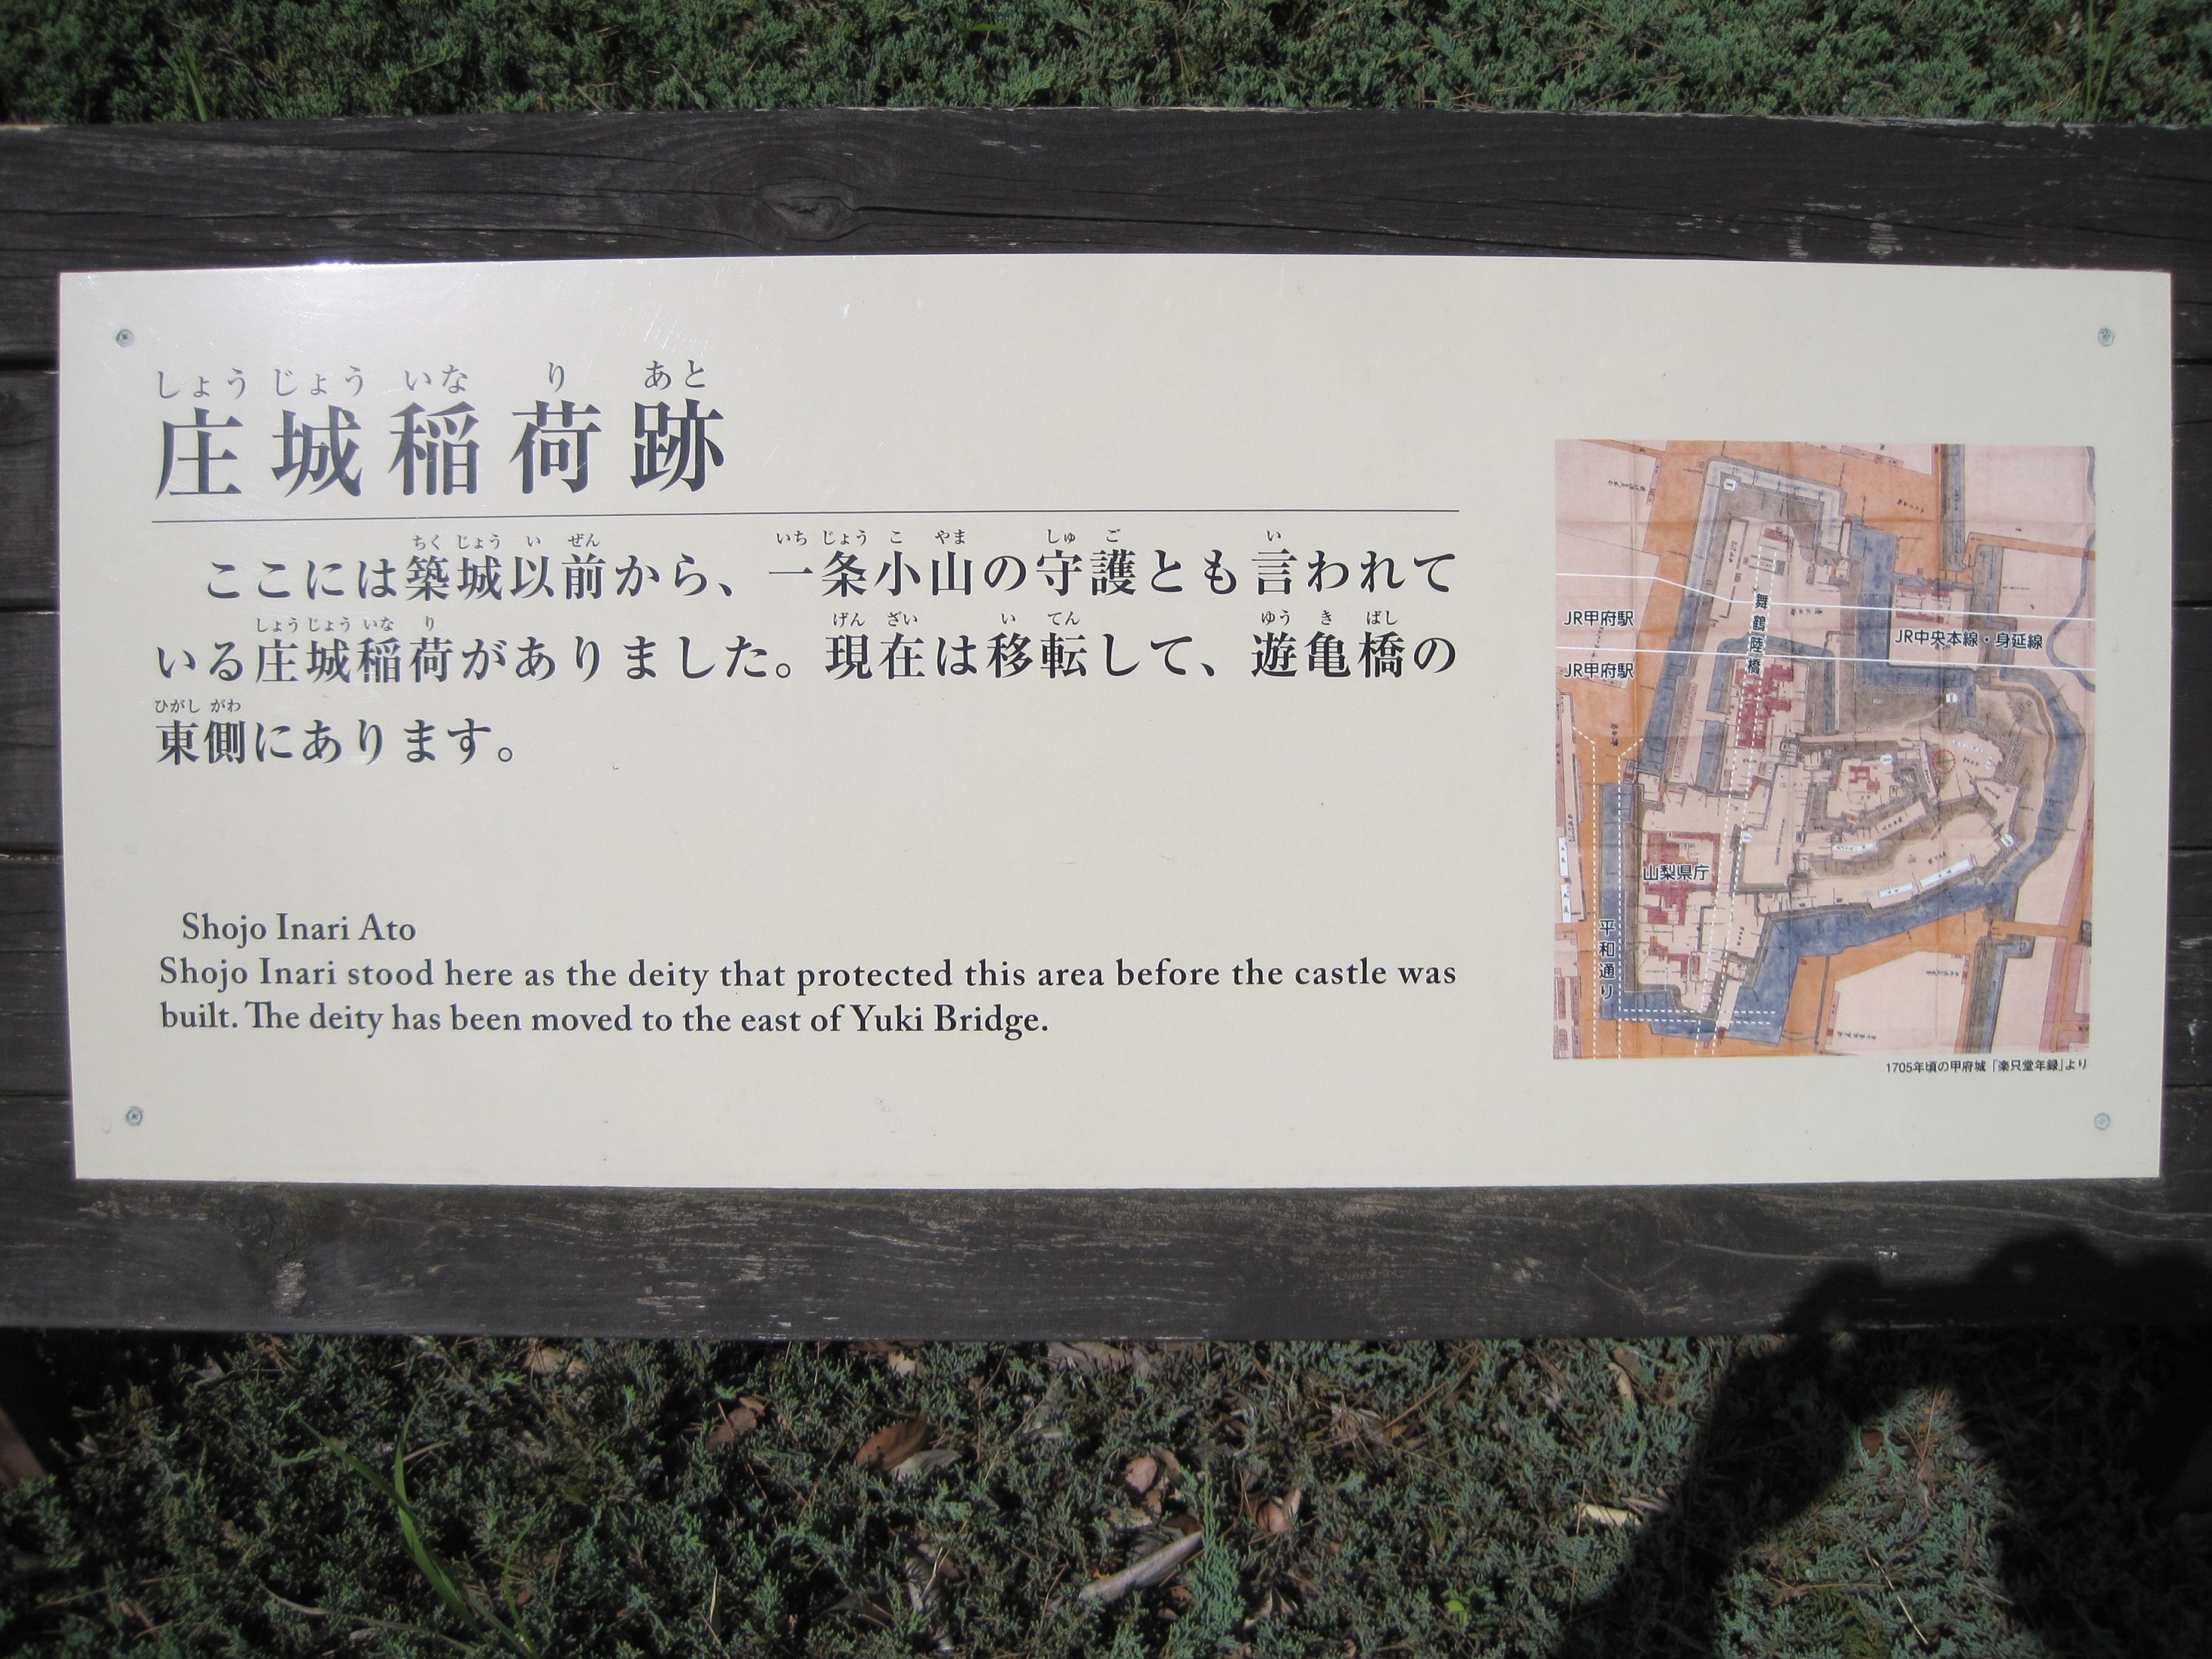 しょう じょう いな り あと
庄城稲荷跡
ちく じょう い ぜん いち じょう こ やま しゅ ご い
ここには築城以前から、一条小山の守護とも言われて
しょう じょう いな り げん ざい い てん ゆう き ばし
いる庄城稲荷がありました。現在は移転して、遊亀橋の
ひがし がわ
東側にあります。
Shojo Inari Ato
Shojo Inari stood here as the deity that protected this area before the castle was
built. The deity has been moved to the east of Yuki Bridge.
舞鶴陸橋
JR甲府駅
JR中央本線・身延線
JR甲府駅
山梨県庁
平和通り
1705年頃の甲府城「楽只堂年録」より